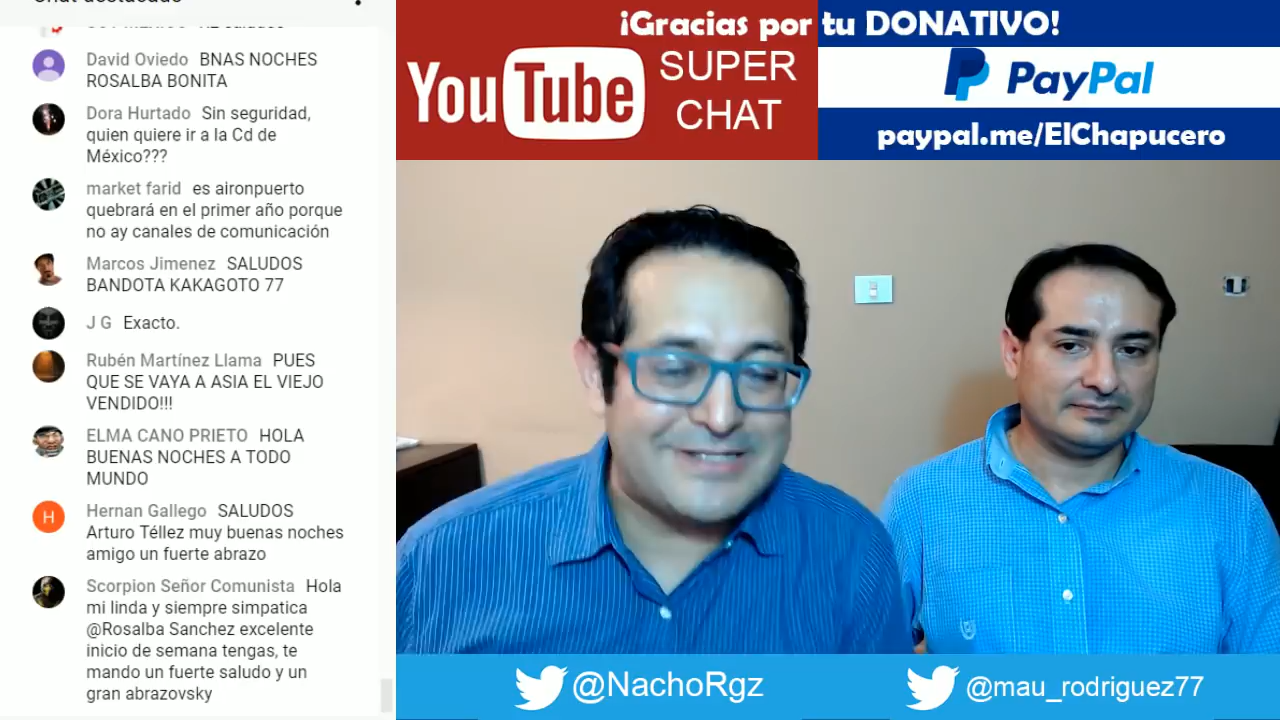 Chat destacado
David Oviedo BNAS NOCHES
ROSALBA BONITA
Dora Hurtado Sin seguridad,
quien quiere ir a la Cd de
México???
market farid es aironpuerto
quebrará en el primer año porque
no ay canales de comunicación
Marcos Jimenez SALUDOS
BANDOTA KAKAGOTO 77
J G Exacto.
Rubén Martínez Llama PUES
QUE SE VAYA A ASIA EL VIEJO
VENDIDO!!!
ELMA CANO PRIETO HOLA
BUENAS NOCHES A TODO
MUNDO
Hernan Gallego SALUDOS
Arturo Téllez muy buenas noches
amigo un fuerte abrazo
H
Scorpion Señor Comunista Hola
mi linda y siempre simpatica
@Rosalba Sanchez excelente
inicio de semana tengas, te
mando un fuerte saludo y un
gran abrazovsky
¡Gracias por tu DONATIVO!
YouTube
SUPER
CHAT
PayPal
paypal.me/ElChapucero
@NachoRgz
@mau_rodriguez77